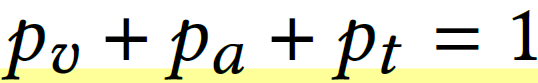 p_v + p_a + p_t = 1